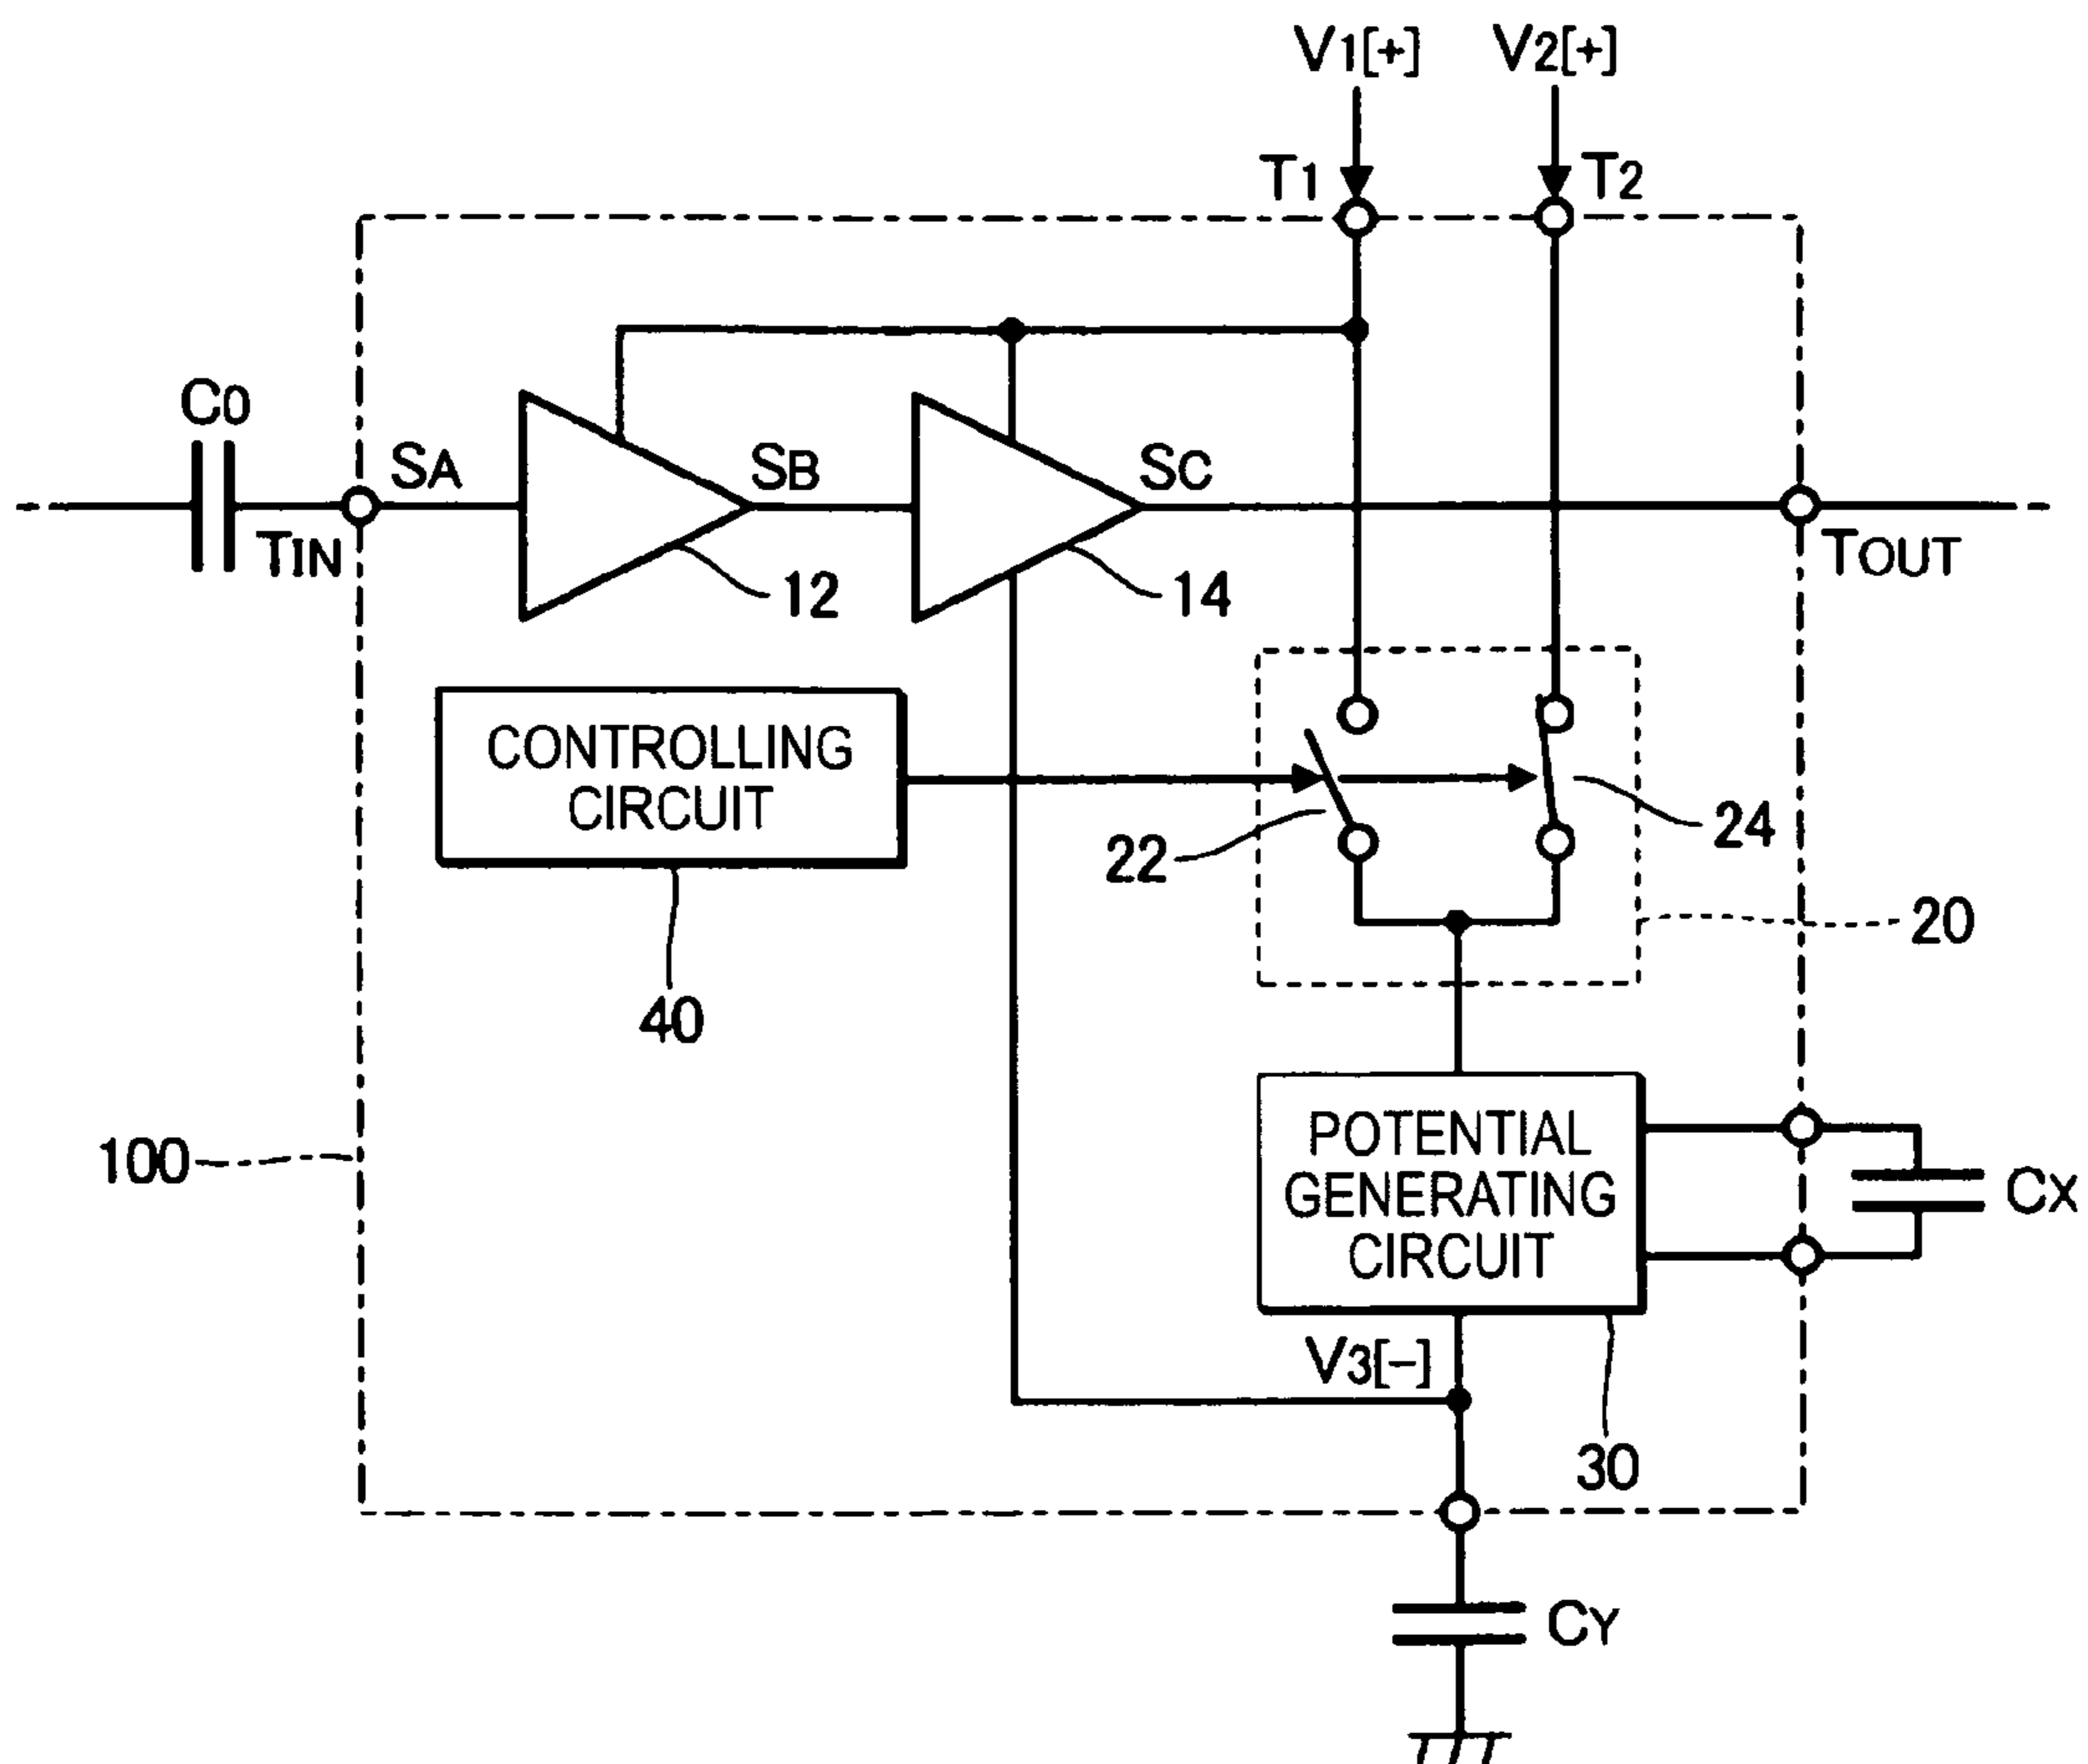 V1[+]
V2[+]
T1
T2
C0
SA
SB
SC
TIN
TOUT
12
14
CONTROLLING
CIRCUIT
22
24
20
40
POTENTIAL
GENERATING
CIRCUIT
100
CX
V3[−]
30
CY